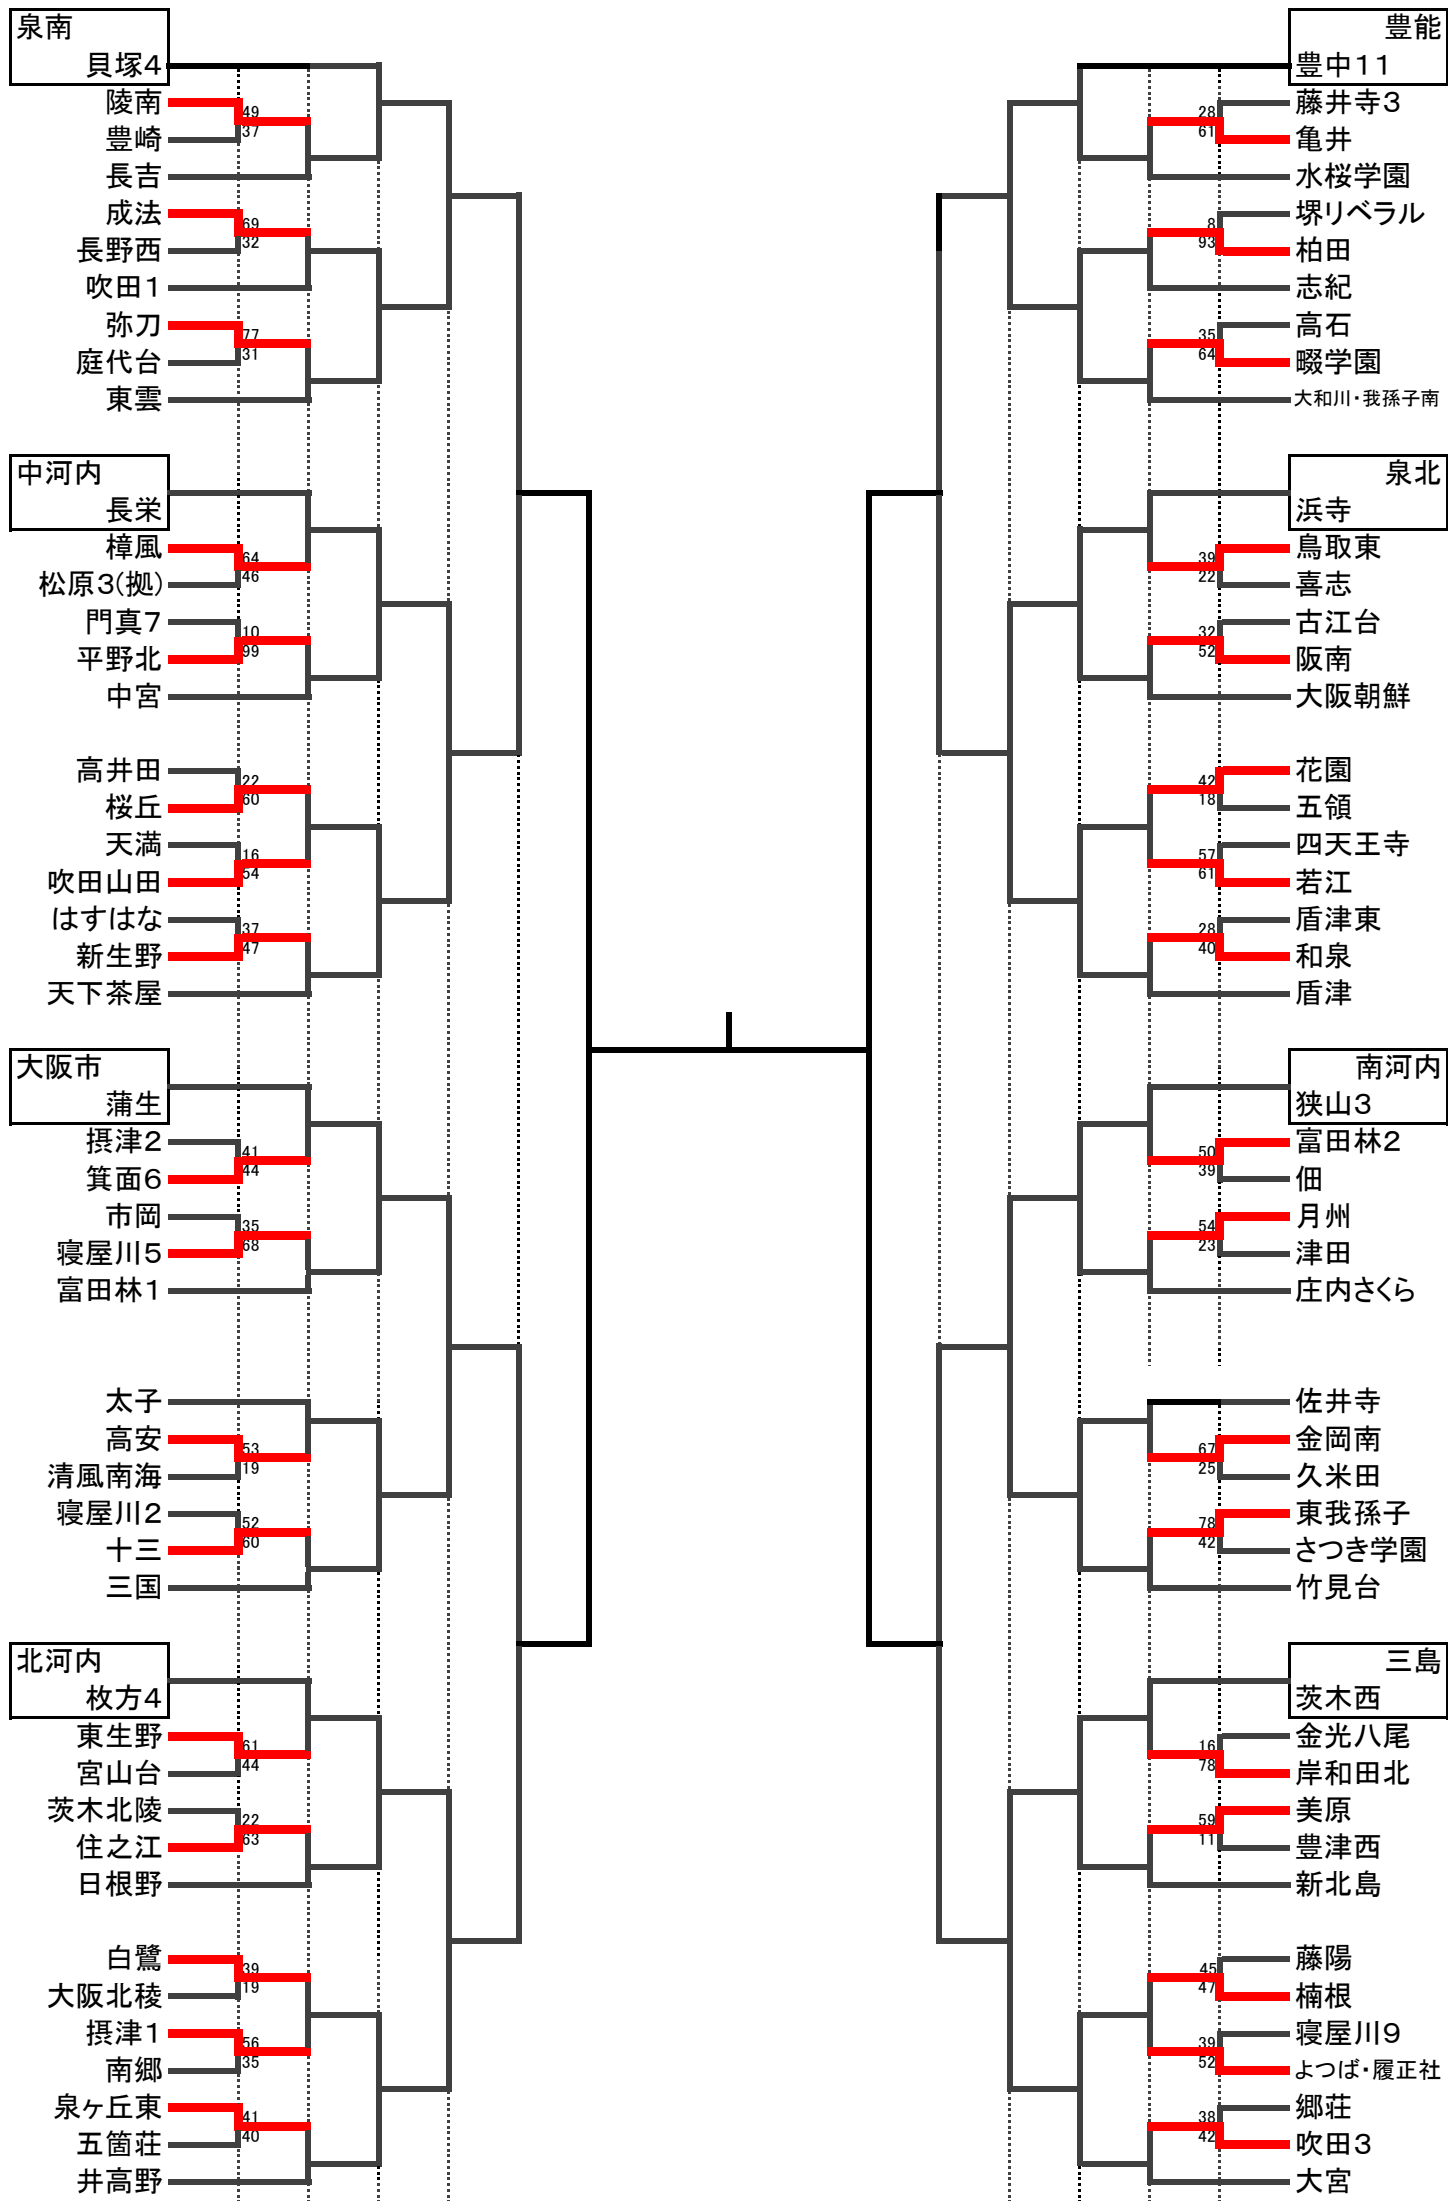 泉南
貝塚4
陵南
49
豊崎
37
長吉
成法
69
長野西
32
吹田1
弥刀
77
庭代台
31
東雲
中河内
長栄
樟風
64
松原3(拠)
46
門真7
10
平野北
99
中宮
高井田
22
桜丘
60
天満
16
吹田山田
54
はすはな
37
新生野
47
天下茶屋
大阪市
蒲生
摂津2
41
箕面6
44
市岡
35
寝屋川5
68
富田林1
太子
高安
53
清風南海
19
寝屋川2
52
十三
60
三国
北河内
枚方4
東生野
61
宮山台
44
茨木北陵
22
住之江
63
日根野
白鷺
39
大阪北稜
19
摂津1
56
南郷
35
泉ヶ丘東
41
五箇荘
40
井高野
豊能
豊中11
藤井寺3
28
亀井
61
水桜学園
堺リベラル
8
柏田
93
志紀
高石
35
畷学園
64
大和川・我孫子南
泉北
浜寺
鳥取東
39
喜志
22
古江台
32
阪南
52
大阪朝鮮
花園
42
五領
18
四天王寺
57
若江
61
盾津東
28
和泉
40
盾津
南河内
狭山3
富田林2
50
佃
39
月州
54
津田
23
庄内さくら
佐井寺
金岡南
67
久米田
25
東我孫子
78
さつき学園
42
竹見台
三島
茨木西
金光八尾
16
岸和田北
78
美原
59
豊津西
11
新北島
藤陽
45
楠根
47
寝屋川9
39
よつば・履正社
52
郷荘
38
吹田3
42
大宮